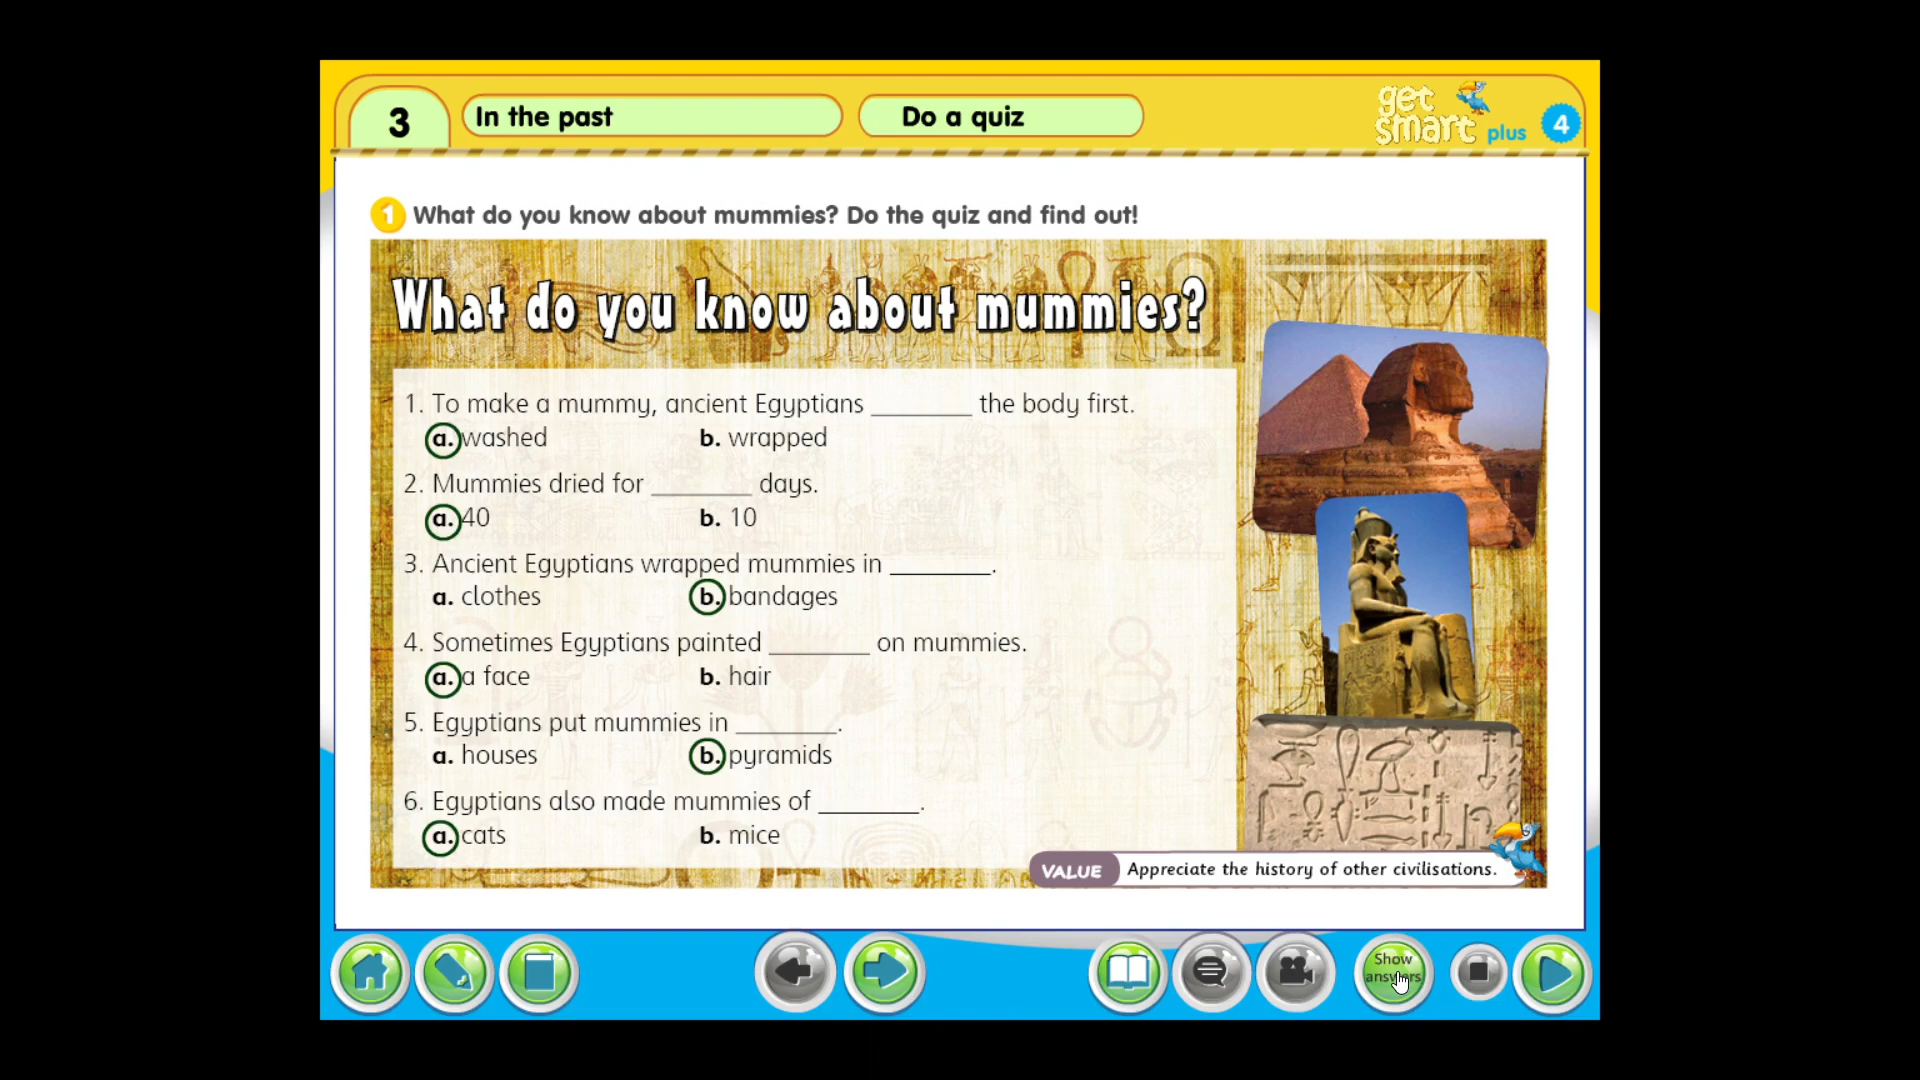 3
In the past
Do a quiz
get
smart plus 4
1 What do you know about mummies? Do the quiz and find out!
What do you know about mummies?
1. To make a mummy, ancient Egyptians ________ the body first.
a. washed b. wrapped
2. Mummies dried for ________ days.
a. 40 b. 10
3. Ancient Egyptians wrapped mummies in ________.
a. clothes b. bandages
4. Sometimes Egyptians painted ________ on mummies.
a. a face b. hair
5. Egyptians put mummies in ________.
a. houses b. pyramids
6. Egyptians also made mummies of ________.
a. cats b. mice
VALUE Appreciate the history of other civilisations.
Show
answers